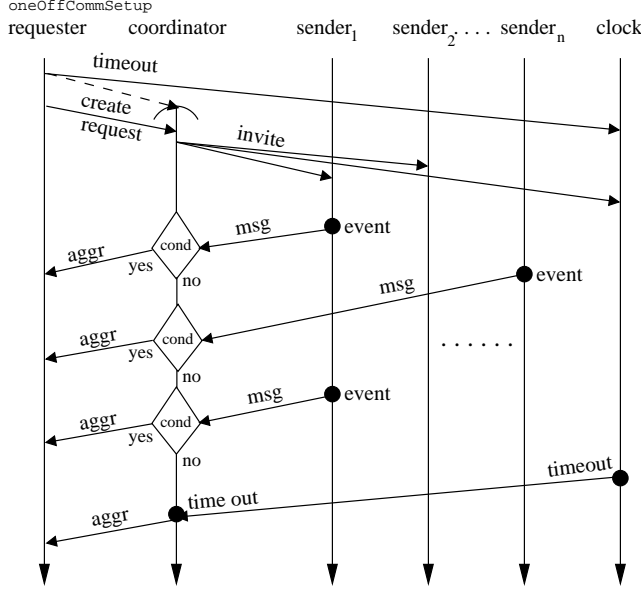 oneOffCommSetup
requester coordinator sender1 sender2 . . . . sendern clock
timeout
create
request
invite
msg event
aggr cond
yes
no
msg event
aggr cond
yes
no
. . . . . .
msg event
aggr cond
yes
no
timeout
time out
aggr